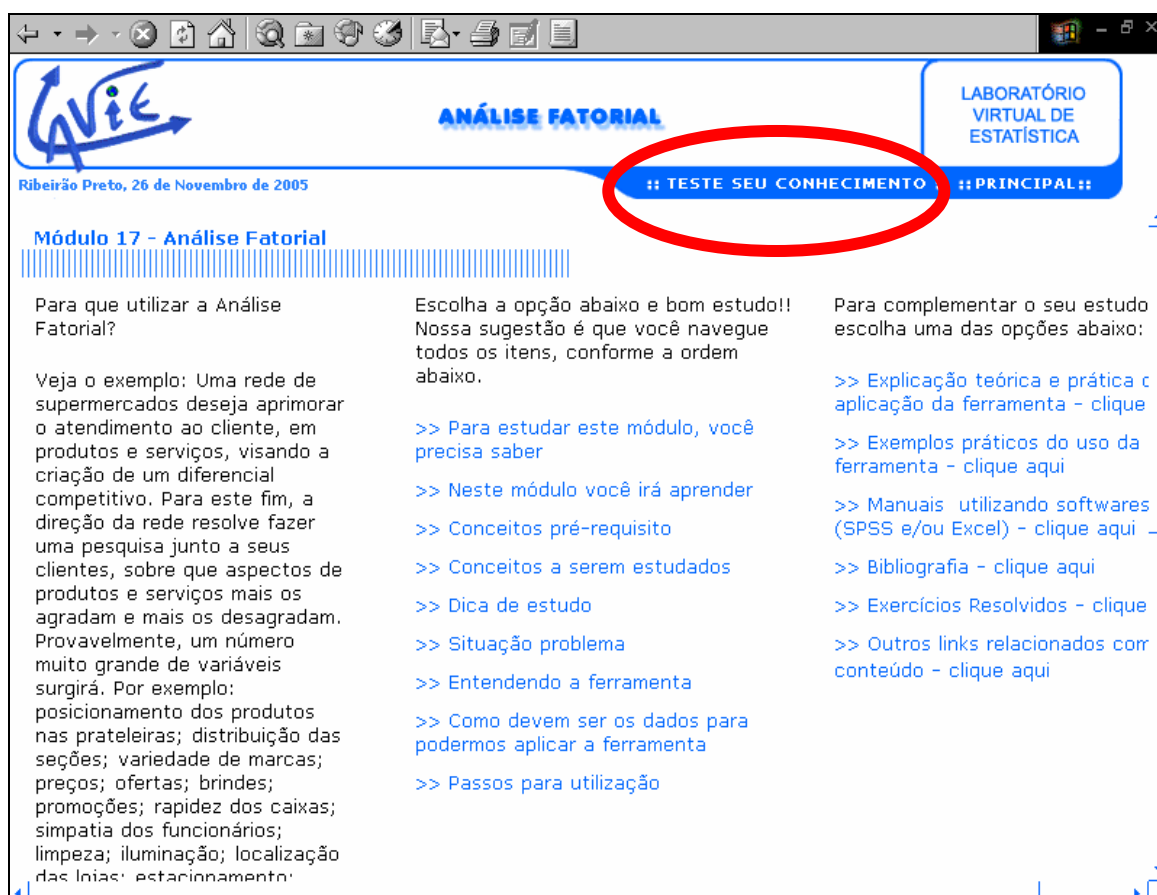 LAViE
ANÁLISE FATORIAL
LABORATÓRIO
VIRTUAL DE
ESTATÍSTICA
Ribeirão Preto, 26 de Novembro de 2005
:: TESTE SEU CONHECIMENTO :: :: PRINCIPAL::
Módulo 17 - Análise Fatorial
Para que utilizar a Análise
Fatorial?
Veja o exemplo: Uma rede de
supermercados deseja aprimorar
o atendimento ao cliente, em
produtos e serviços, visando a
criação de um diferencial
competitivo. Para este fim, a
direção da rede resolve fazer
uma pesquisa junto a seus
clientes, sobre que aspectos de
produtos e serviços mais os
agradam e mais os desagradam.
Provavelmente, um número
muito grande de variáveis
surgirá. Por exemplo:
posicionamento dos produtos
nas prateleiras; distribuição das
seções; variedade de marcas;
preços; ofertas; brindes;
promoções; rapidez dos caixas;
simpatia dos funcionários;
limpeza; iluminação; localização
das lojas; estacionamento;
Escolha a opção abaixo e bom estudo!!
Nossa sugestão é que você navegue
todos os itens, conforme a ordem
abaixo.
>> Para estudar este módulo, você
precisa saber
>> Neste módulo você irá aprender
>> Conceitos pré-requisito
>> Conceitos a serem estudados
>> Dica de estudo
>> Situação problema
>> Entendendo a ferramenta
>> Como devem ser os dados para
podermos aplicar a ferramenta
>> Passos para utilização
Para complementar o seu estudo
escolha uma das opções abaixo:
>> Explicação teórica e prática
aplicação da ferramenta - clique
>> Exemplos práticos do uso da
ferramenta - clique aqui
>> Manuais utilizando softwares
(SPSS e/ou Excel) - clique aqui
>> Bibliografia - clique aqui
>> Exercícios Resolvidos - clique
>> Outros links relacionados com
conteúdo - clique aqui